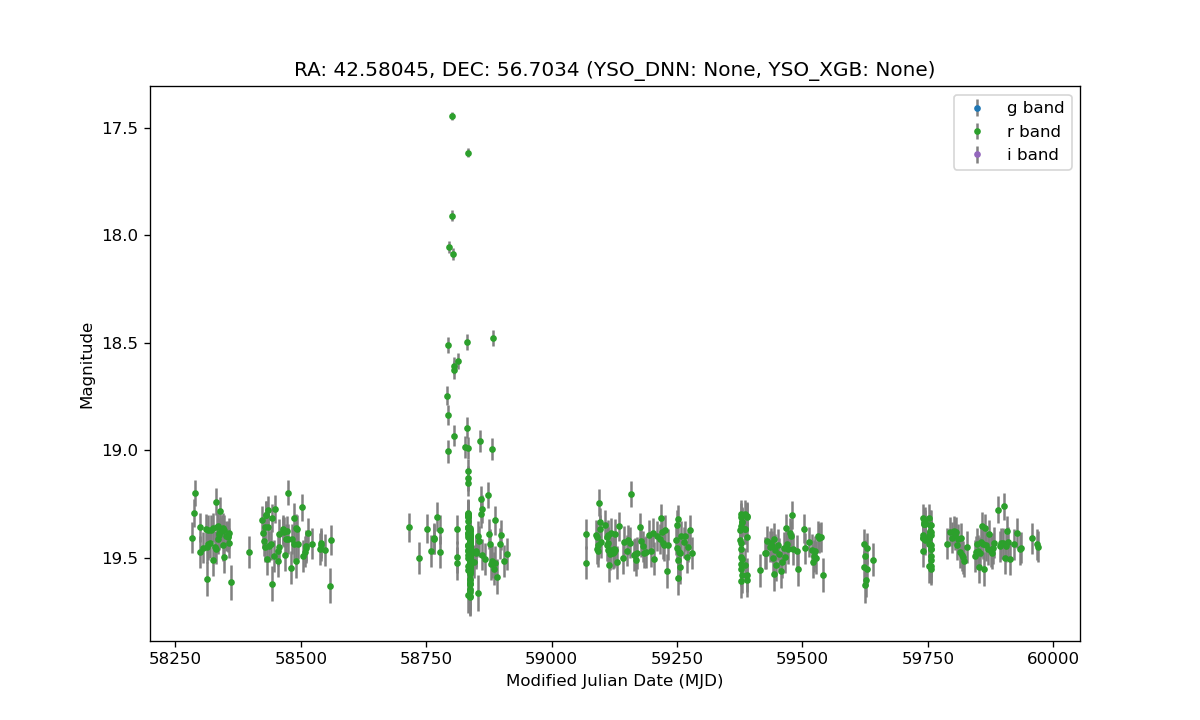 RA: 42.58045, DEC: 56.7034 (YSO_DNN: None, YSO_XGB: None)
g band
r band
i band
17.5
18.0
18.5
19.0
19.5
Magnitude
58250
58500
58750
59000
59250
59500
59750
60000
Modified Julian Date (MJD)